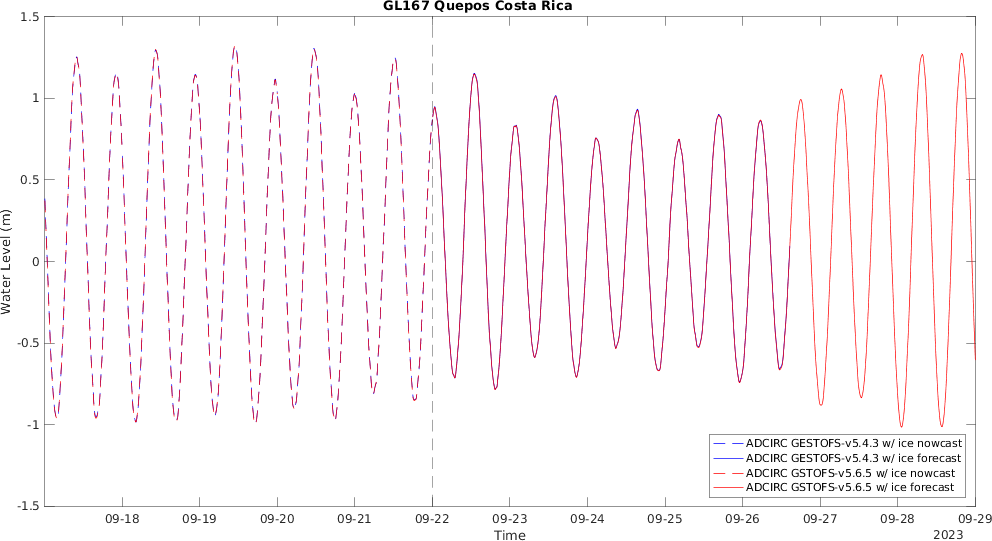 GL167 Quepos Costa Rica
1.5
1
0.5
0
-0.5
-1
-1.5
Water Level (m)
ADCIRC GESTOFS-v5.4.3 w/ ice nowcast
ADCIRC GESTOFS-v5.4.3 w/ ice forecast
ADCIRC GSTOFS-v5.6.5 w/ ice nowcast
ADCIRC GSTOFS-v5.6.5 w/ ice forecast
09-18 09-19 09-20 09-21 09-22 09-23 09-24 09-25 09-26 09-27 09-28 09-29
Time
2023